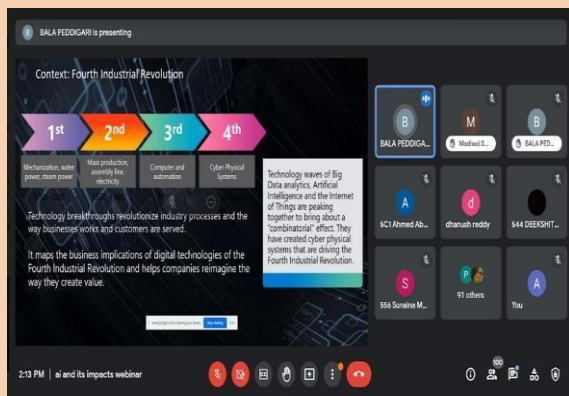 B
BALA PEDDIGARI is presenting
Context: Fourth Industrial Revolution
1st
2nd
3rd
4th
Mechanization, water
power, steam power
Mass production,
assembly line,
electricity
Computer and
automation
Cyber Physical
Systems
Technology breakthroughs revolutionize industry processes and the
way businesses works and customers are served.
It maps the business implications of digital technologies of the
Fourth Industrial Revolution and helps companies reimagine the
way they create value.
Technology waves of Big
Data analytics, Artificial
Intelligence and the Internet
of Things are peaking
together to bring about a
"combinatorial" effect. They
have created cyber physical
systems that are driving the
Fourth Industrial Revolution.
Stop sharing
B
BALA PEDDIGA...
M
Madiwal S...
B
BALA PED...
A
5C1 Ahmed Ab...
d
dhanush reddy
544 DEEKSHIT...
S
556 Sunaina M...
P
91 others
A
You
2:13 PM | ai and its impacts webinar
100